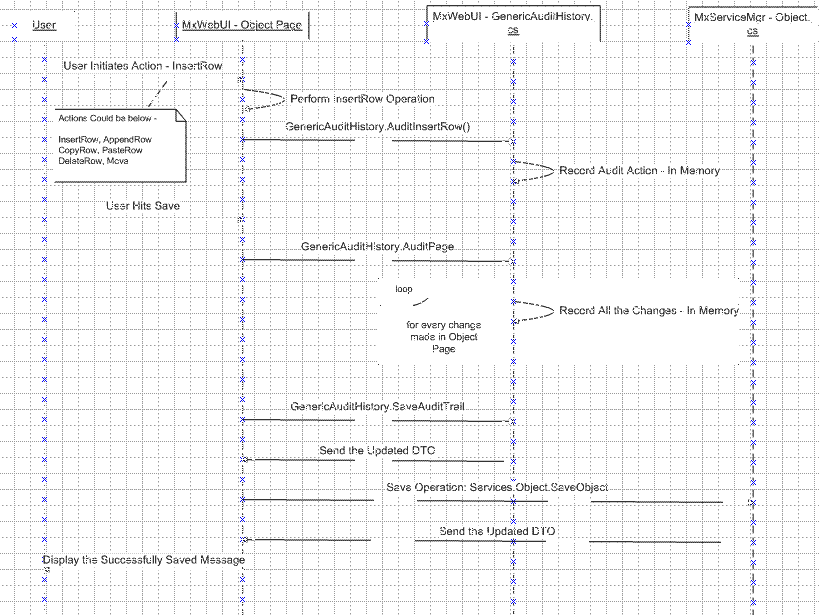 User
MxWebUI - Object Page
MxWebUI - GenericAuditHistory.
cs
MxServiceMgr - Object.
cs
User Initiates Action - InsertRow
Perform InsertRow Operation
Actions Could be below -
InsertRow, AppendRow
CopyRow, PasteRow
DelateRow, Mcva
GenericAuditHistory.AuditInsertRow()
Record Audit Action - In Memory
User Hits Save
GenericAuditHistory.AuditPage
loop
for every change
made in Object
Page
Record All the Changes - In Memory
GenericAuditHistory.SaveAuditTrail
Send the Updated DTO
Save Operation: Services.Object.SaveObject
Send the Updated DTO
Display the Successfully Saved Message